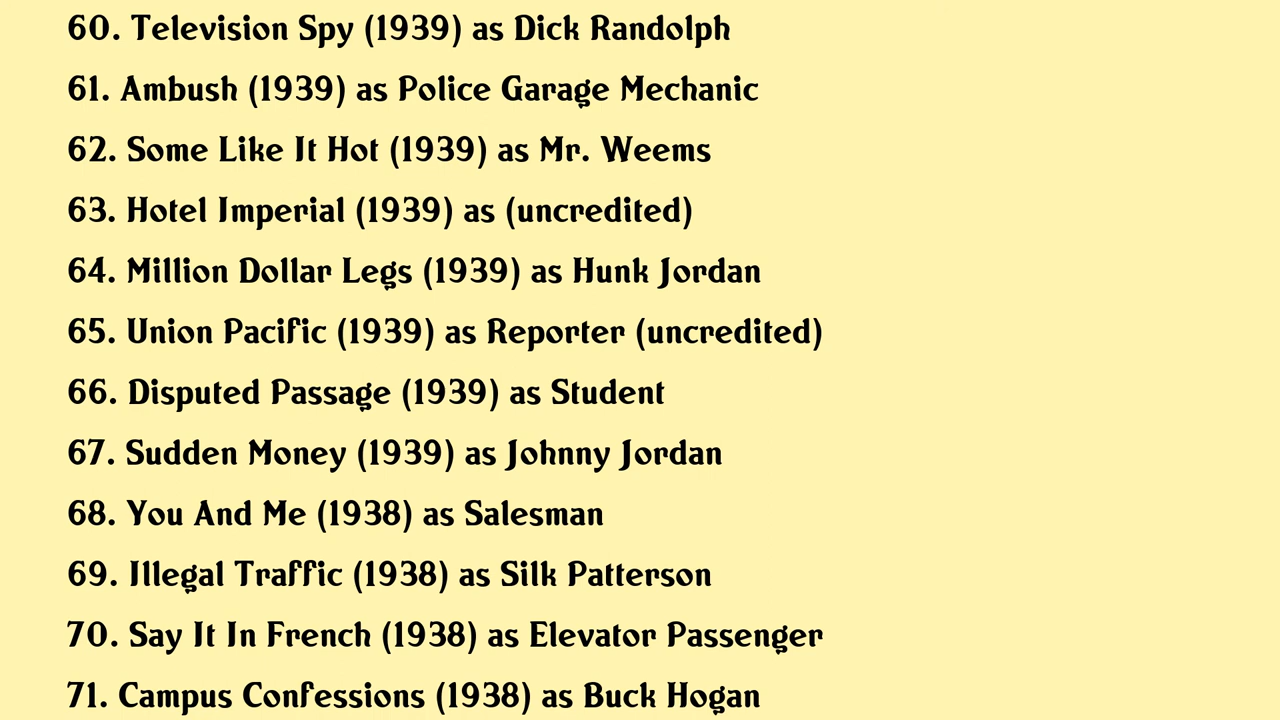 60. Television Spy (1939) as Dick Randolph
61. Ambush (1939) as Police Garage Mechanic
62. Some Like It Hot (1939) as Mr. Weems
63. Hotel Imperial (1939) as (uncredited)
64. Million Dollar Legs (1939) as Hunk Jordan
65. Union Pacific (1939) as Reporter (uncredited)
66. Disputed Passage (1939) as Student
67. Sudden Money (1939) as Johnny Jordan
68. You And Me (1938) as Salesman
69. Illegal Traffic (1938) as Silk Patterson
70. Say It In French (1938) as Elevator Passenger
71. Campus Confessions (1938) as Buck Hogan